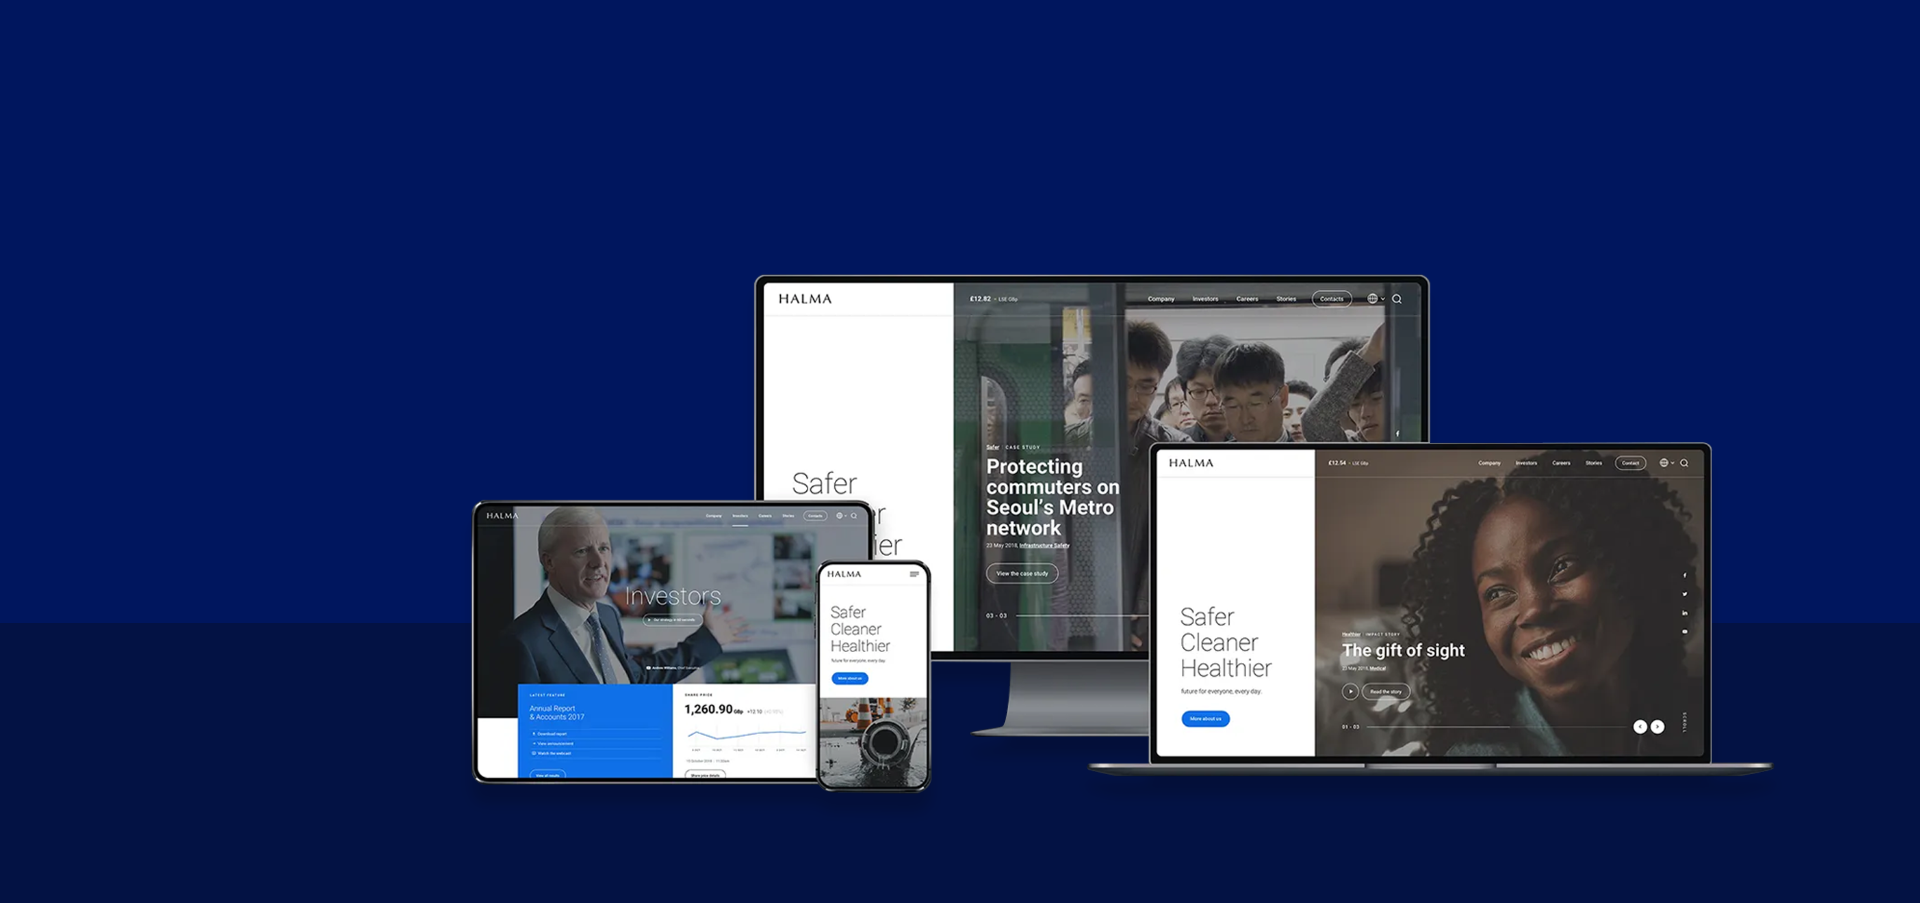 HALMA
£12.82
LSE Gbp
Company
Investors
Careers
Stories
Contacts
Safer
er
ier
Safer CASE STUDY
Protecting
commuters on
Seoul's Metro
network
23 May 2018, Infrastructure Safety
View the case study
03 - 03
HALMA
Company
Investors
Careers
Stories
Contacts
Investors
LATEST FEATURE
Annual Report
& Accounts 2017
Download report
View announcement
Watch the webcast
View all results
SHARE PRICE
1,260.90 GBp +12.10
Share price details
HALMA
Safer
Cleaner
Healthier
future for everyone, every day.
More about us
HALMA
£12.54
LSE Gbp
Company
Investors
Careers
Stories
Contact
Safer
Cleaner
Healthier
future for everyone, every day.
More about us
Healthier IMPACT STORY
The gift of sight
23 May 2018, Medical
Read the story
01 - 03
SCROLL